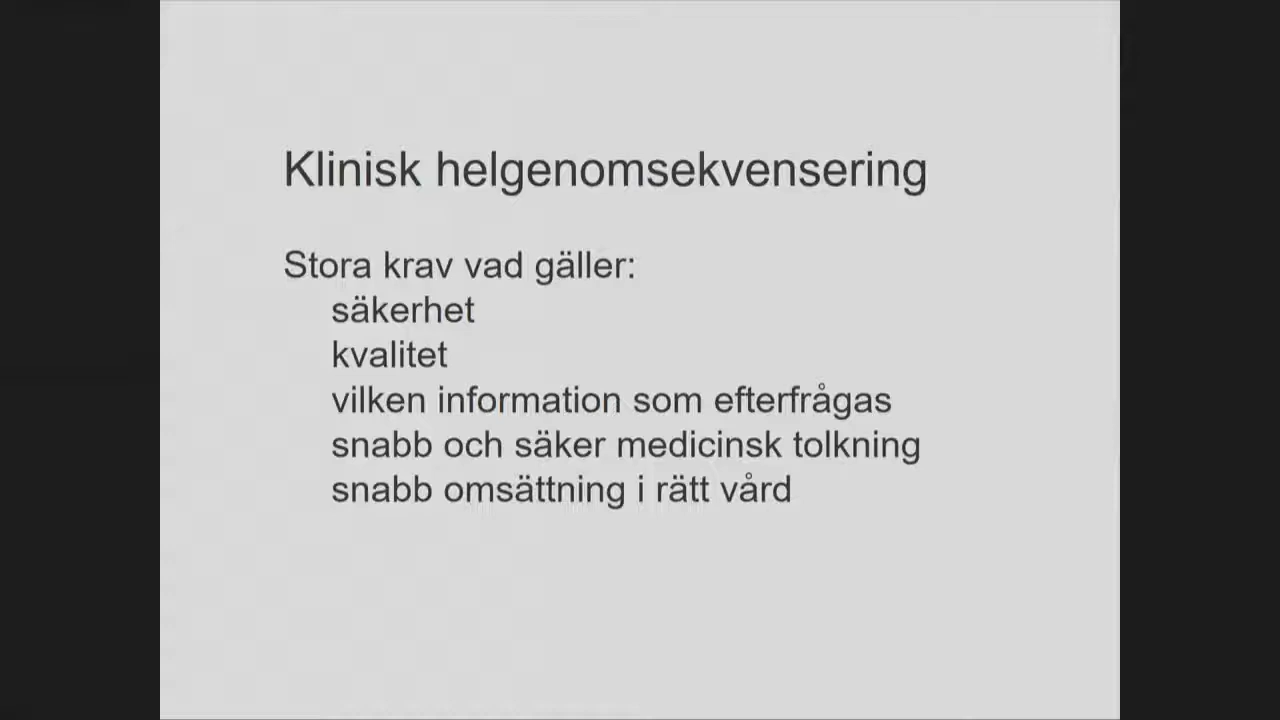 Klinisk helgenomsekvensering
Stora krav vad gäller:
säkerhet
kvalitet
vilken information som efterfrågas
snabb och säker medicinsk tolkning
snabb omsättning i rätt vård